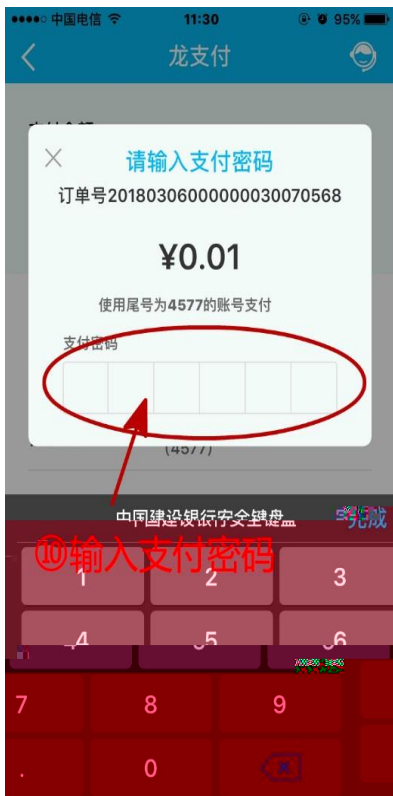 中国电信 11:30 95%
龙支付
请输入支付密码
订单号20180306000000030070568
¥0.01
使用尾号为4577的账号支付
支付密码
(4577)
中国建设银行安全键盘 完成
⑩输入支付密码
1 2 3
4 5 6
7 8 9
. 0